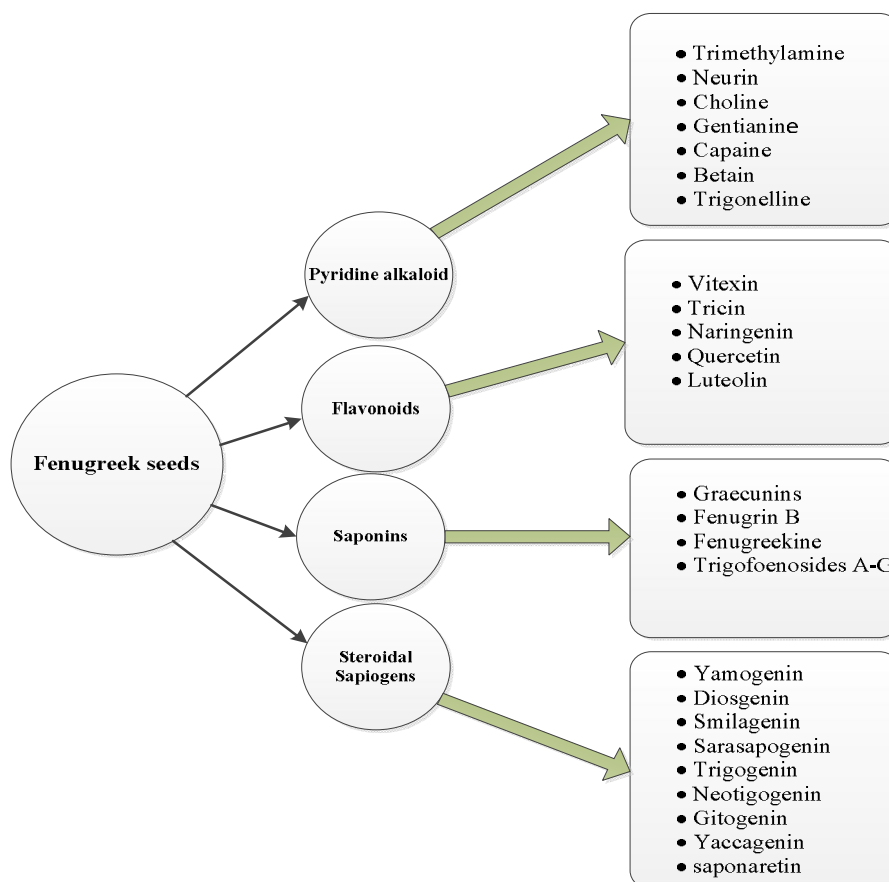 Fenugreek seeds
Pyridine alkaloid
Flavonoids
Saponins
Steroidal
Sapiogens
• Trimethylamine
• Neurin
• Choline
• Gentianine
• Capaine
• Betain
• Trigonelline
• Vitexin
• Tricin
• Naringenin
• Quercetin
• Luteolin
• Graecunins
• Fenugrin B
• Fenugreekine
• Trigofoenosides A-G
• Yamogenin
• Diosgenin
• Smilagenin
• Sarasapogenin
• Trigogenin
• Neotigogenin
• Gitogenin
• Yaccagenin
• saponaretin